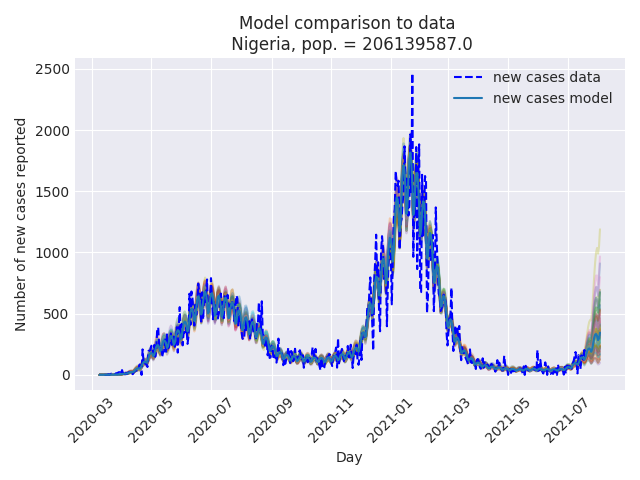 Model comparison to data
Nigeria, pop. = 206139587.0
new cases data
new cases model
Number of new cases reported
2500
2000
1500
1000
500
0
2020-03
2020-05
2020-07
2020-09
2020-11
2021-01
2021-03
2021-05
2021-07
Day